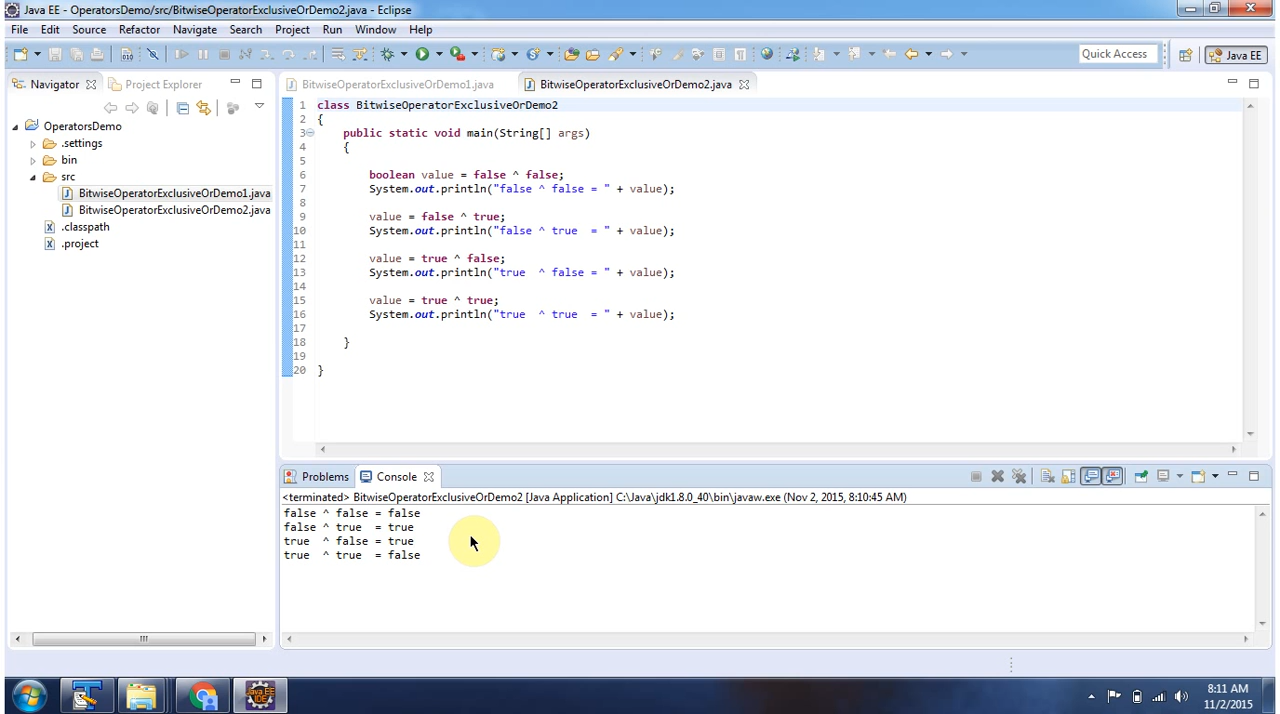 Java EE - OperatorsDemo/src/BitwiseOperatorExclusiveOrDemo2.java - Eclipse
File Edit Source Refactor Navigate Search Project Run Window Help
Quick Access Java EE
Navigator Project Explorer
OperatorsDemo
.settings
bin
src
BitwiseOperatorExclusiveOrDemo1.java
BitwiseOperatorExclusiveOrDemo2.java
.classpath
.project
BitwiseOperatorExclusiveOrDemo1.java BitwiseOperatorExclusiveOrDemo2.java
1 class BitwiseOperatorExclusiveOrDemo2
2 {
3 public static void main(String[] args)
4 {
5
6 boolean value = false ^ false;
7 System.out.println("false ^ false = " + value);
8
9 value = false ^ true;
10 System.out.println("false ^ true  = " + value);
11
12 value = true ^ false;
13 System.out.println("true  ^ false = " + value);
14
15 value = true ^ true;
16 System.out.println("true  ^ true  = " + value);
17
18 }
19
20 }
Problems Console
<terminated> BitwiseOperatorExclusiveOrDemo2 [Java Application] C:\Java\jdk1.8.0_40\bin\javaw.exe (Nov 2, 2015, 8:10:45 AM)
false ^ false = false
false ^ true  = true
true  ^ false = true
true  ^ true  = false
Java EE
IDE
8:11 AM
11/2/2015